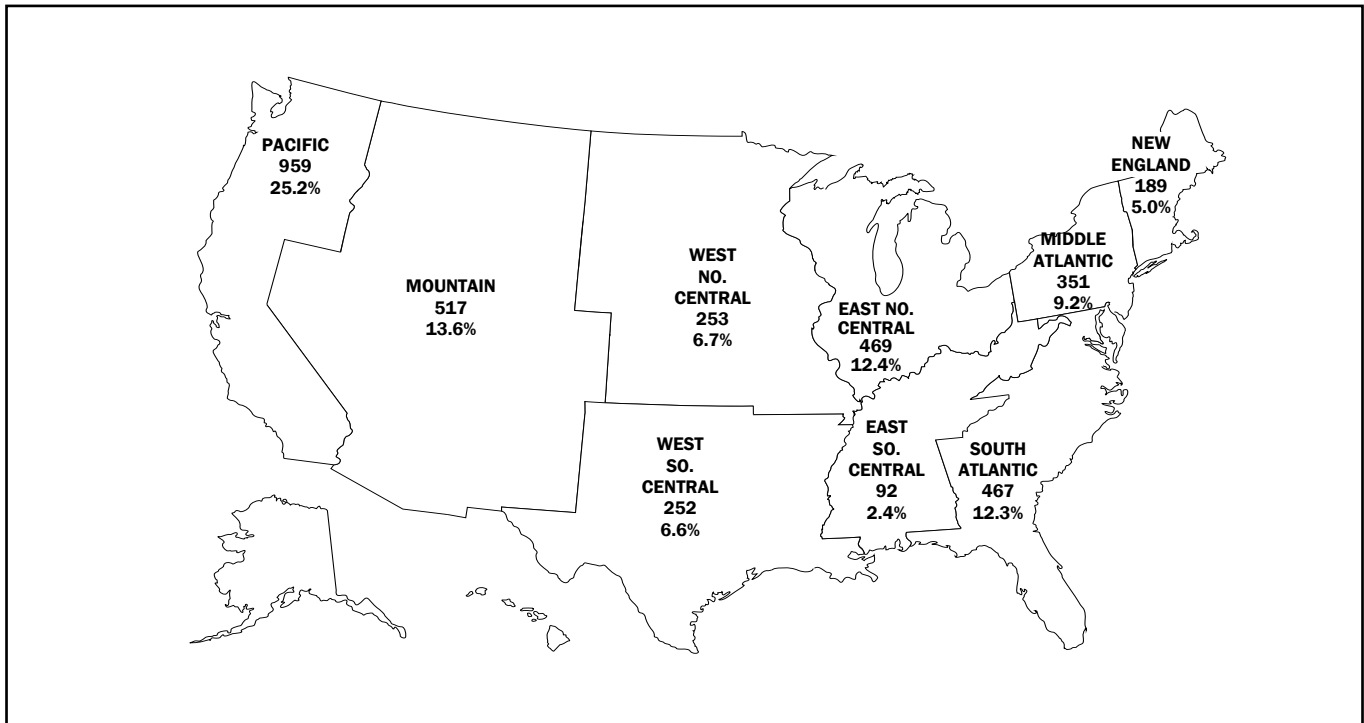 PACIFIC
959
25.2%
MOUNTAIN
517
13.6%
WEST
NO.
CENTRAL
253
6.7%
WEST
SO.
CENTRAL
252
6.6%
EAST NO.
CENTRAL
469
12.4%
EAST
SO.
CENTRAL
92
2.4%
SOUTH
ATLANTIC
467
12.3%
MIDDLE
ATLANTIC
351
9.2%
NEW
ENGLAND
189
5.0%